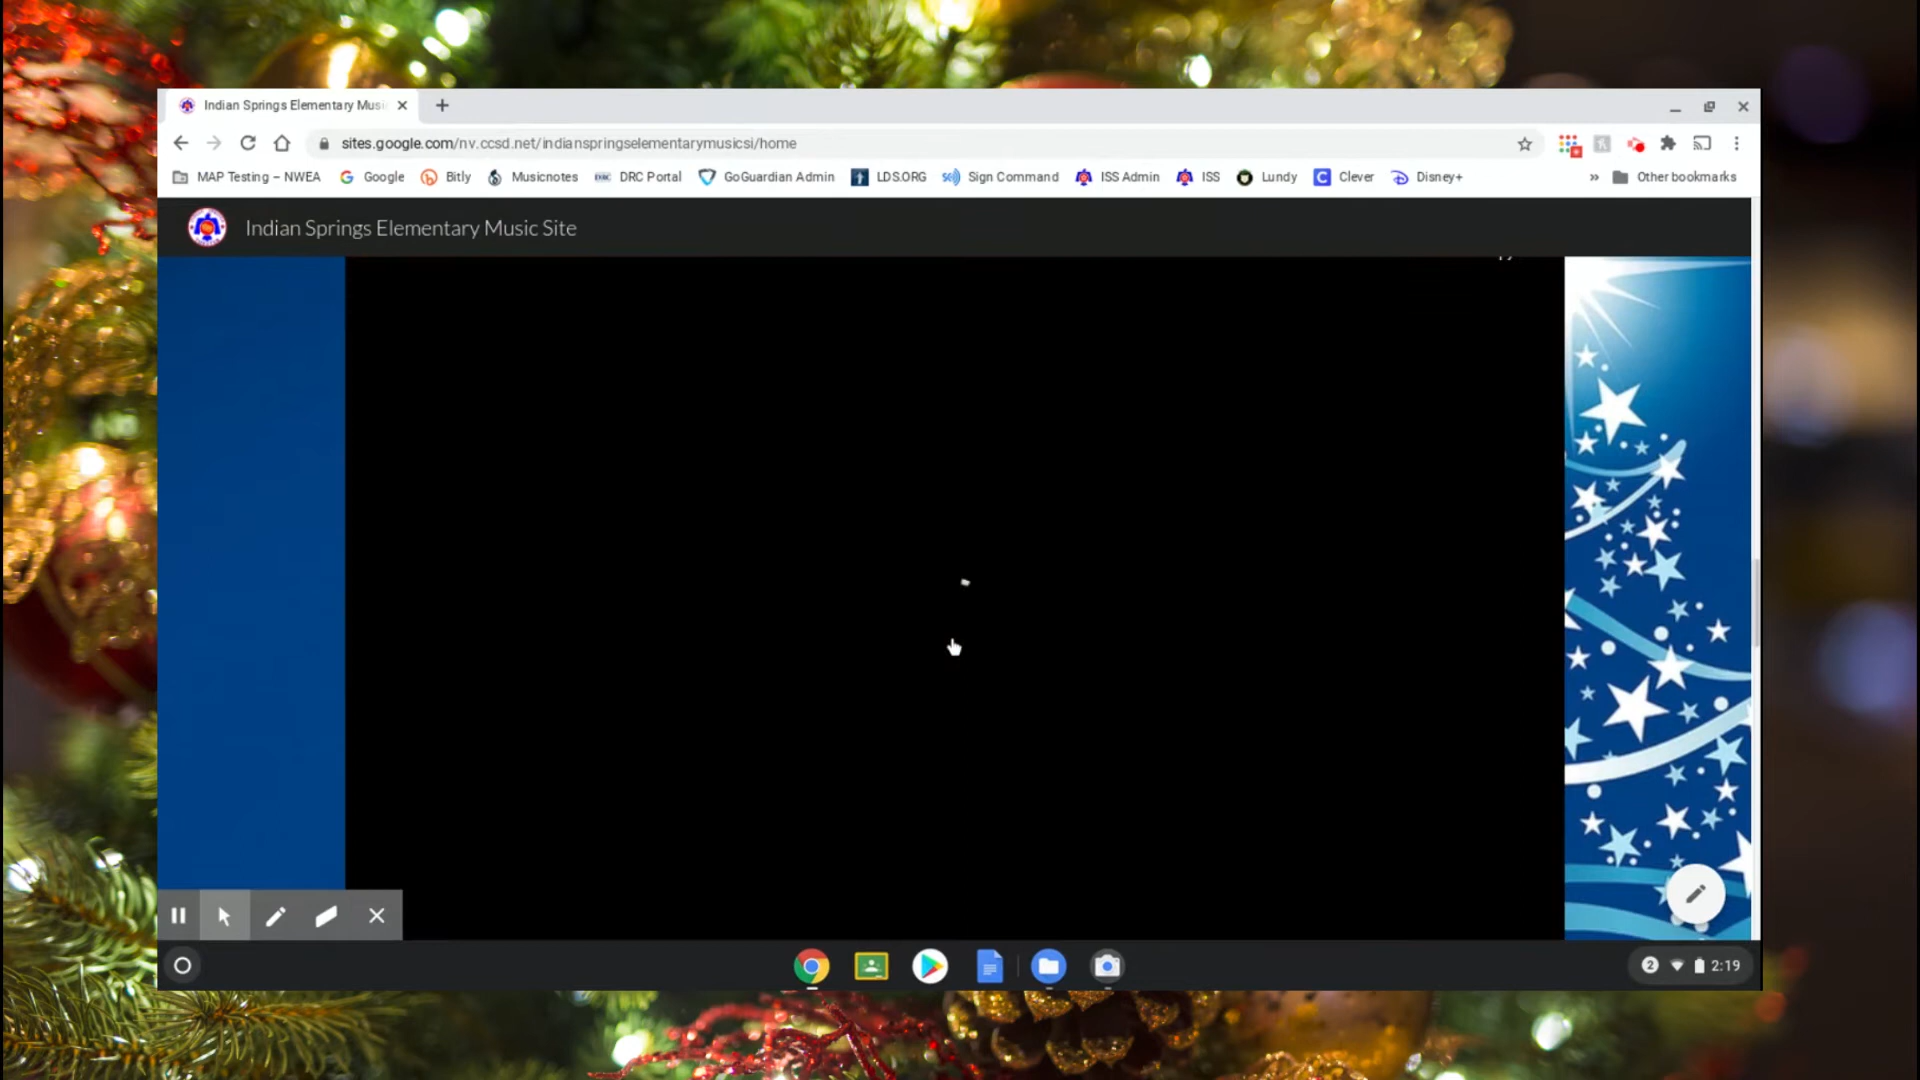 Indian Springs Elementary Musi
sites.google.com/nv.ccsd.net/indianspringselementarymusicsi/home
MAP Testing – NWEA Google Bitly Musicnotes DRC Portal GoGuardian Admin LDS.ORG Sign Command ISS Admin ISS Lundy Clever Disney+ » Other bookmarks
Indian Springs Elementary Music Site
2 2:19